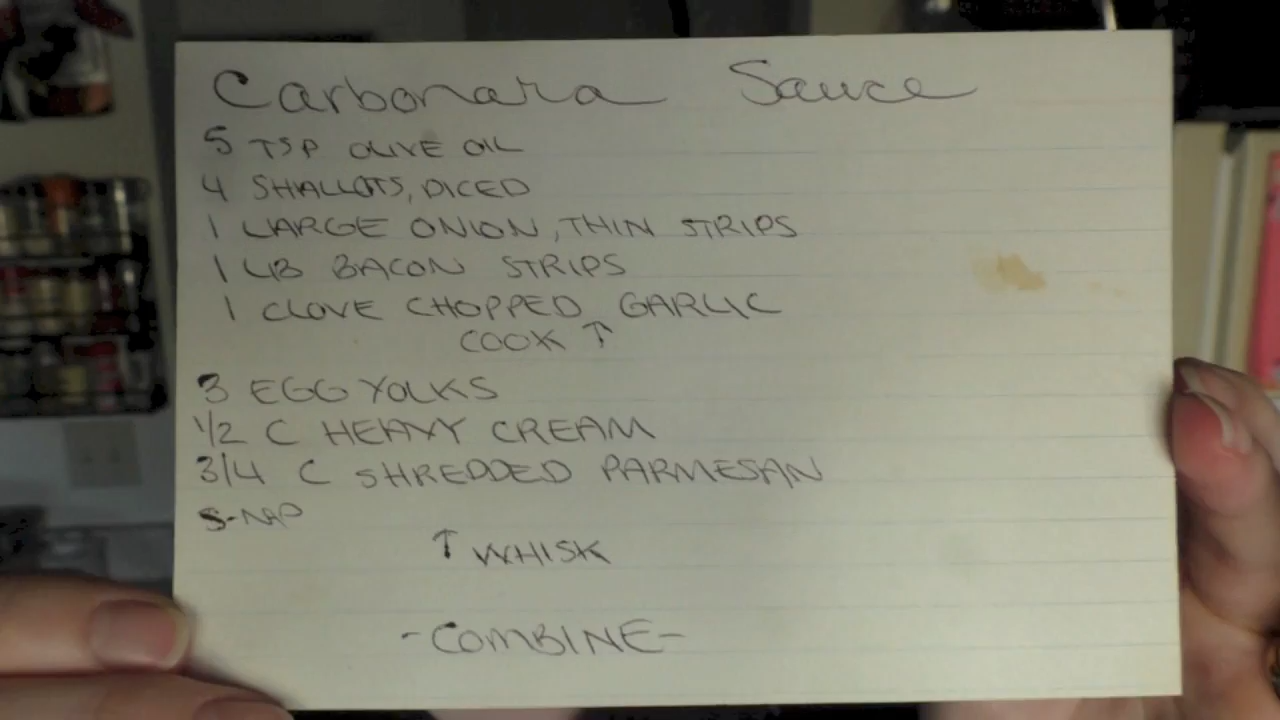 Carbonara Sauce
5 TSP OLIVE OIL
4 SHALLOTS, DICED
1 LARGE ONION, THIN STRIPS
1 LB BACON STRIPS
1 CLOVE CHOPPED GARLIC
COOK ↑
3 EGG YOLKS
1/2 C HEAVY CREAM
3/4 C SHREDDED PARMESAN
↑ WHISK
-COMBINE-